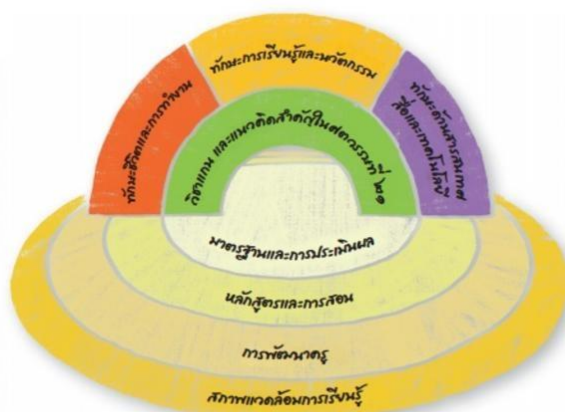 ทักษะการเรียนรู้และนวัตกรรม
ทักษะชีวิตและการทำงาน
ทักษะด้านสารสนเทศ
สื่อและเทคโนโลยี
วิชาแกน และแนวคิดสำคัญในศตวรรษที่ ๒๑
มาตรฐานและการประเมินผล
หลักสูตรและการสอน
การพัฒนาครู
สภาพแวดล้อมการเรียนรู้